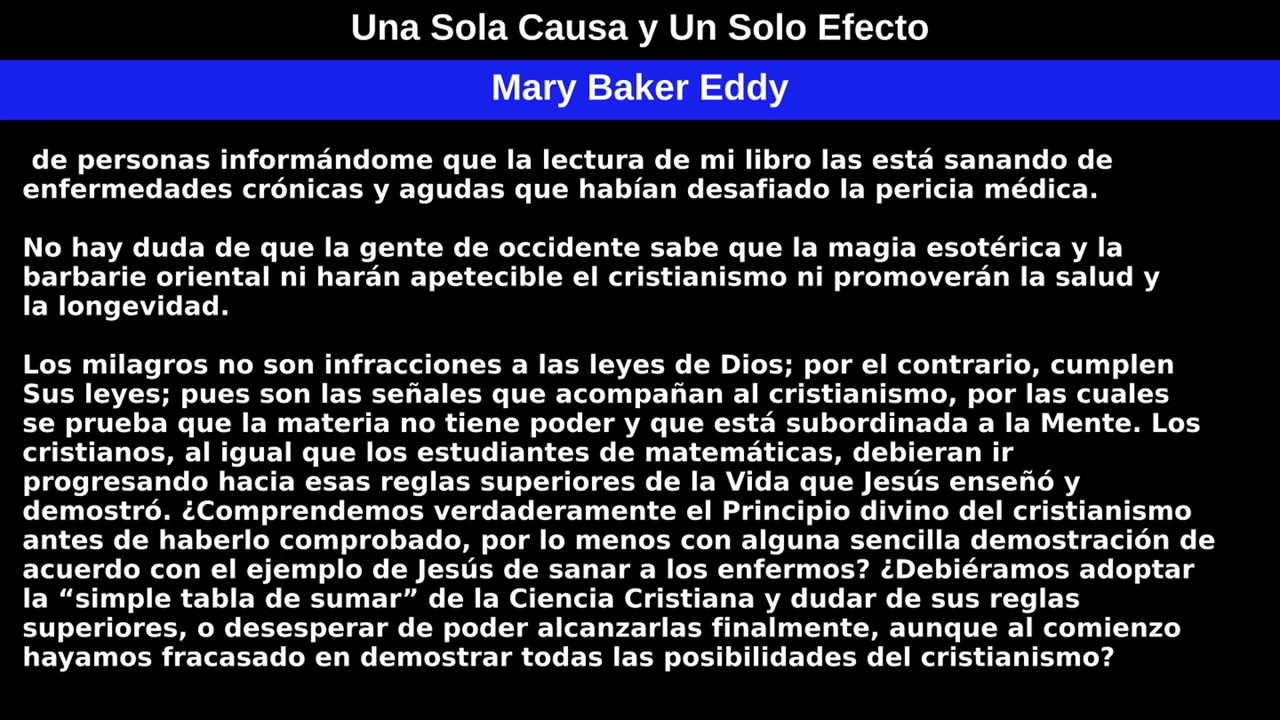 Una Sola Causa y Un Solo Efecto
Mary Baker Eddy
de personas informándome que la lectura de mi libro las está sanando de
enfermedades crónicas y agudas que habían desafiado la pericia médica.
No hay duda de que la gente de occidente sabe que la magia esotérica y la
barbarie oriental ni harán apetecible el cristianismo ni promoverán la salud y
la longevidad.
Los milagros no son infracciones a las leyes de Dios; por el contrario, cumplen
Sus leyes; pues son las señales que acompañan al cristianismo, por las cuales
se prueba que la materia no tiene poder y que está subordinada a la Mente. Los
cristianos, al igual que los estudiantes de matemáticas, debieran ir
progresando hacia esas reglas superiores de la Vida que Jesús enseñó y
demostró. ¿Comprendemos verdaderamente el Principio divino del cristianismo
antes de haberlo comprobado, por lo menos con alguna sencilla demostración de
acuerdo con el ejemplo de Jesús de sanar a los enfermos? ¿Debiéramos adoptar
la “simple tabla de sumar” de la Ciencia Cristiana y dudar de sus reglas
superiores, o desesperar de poder alcanzarlas finalmente, aunque al comienzo
hayamos fracasado en demostrar todas las posibilidades del cristianismo?